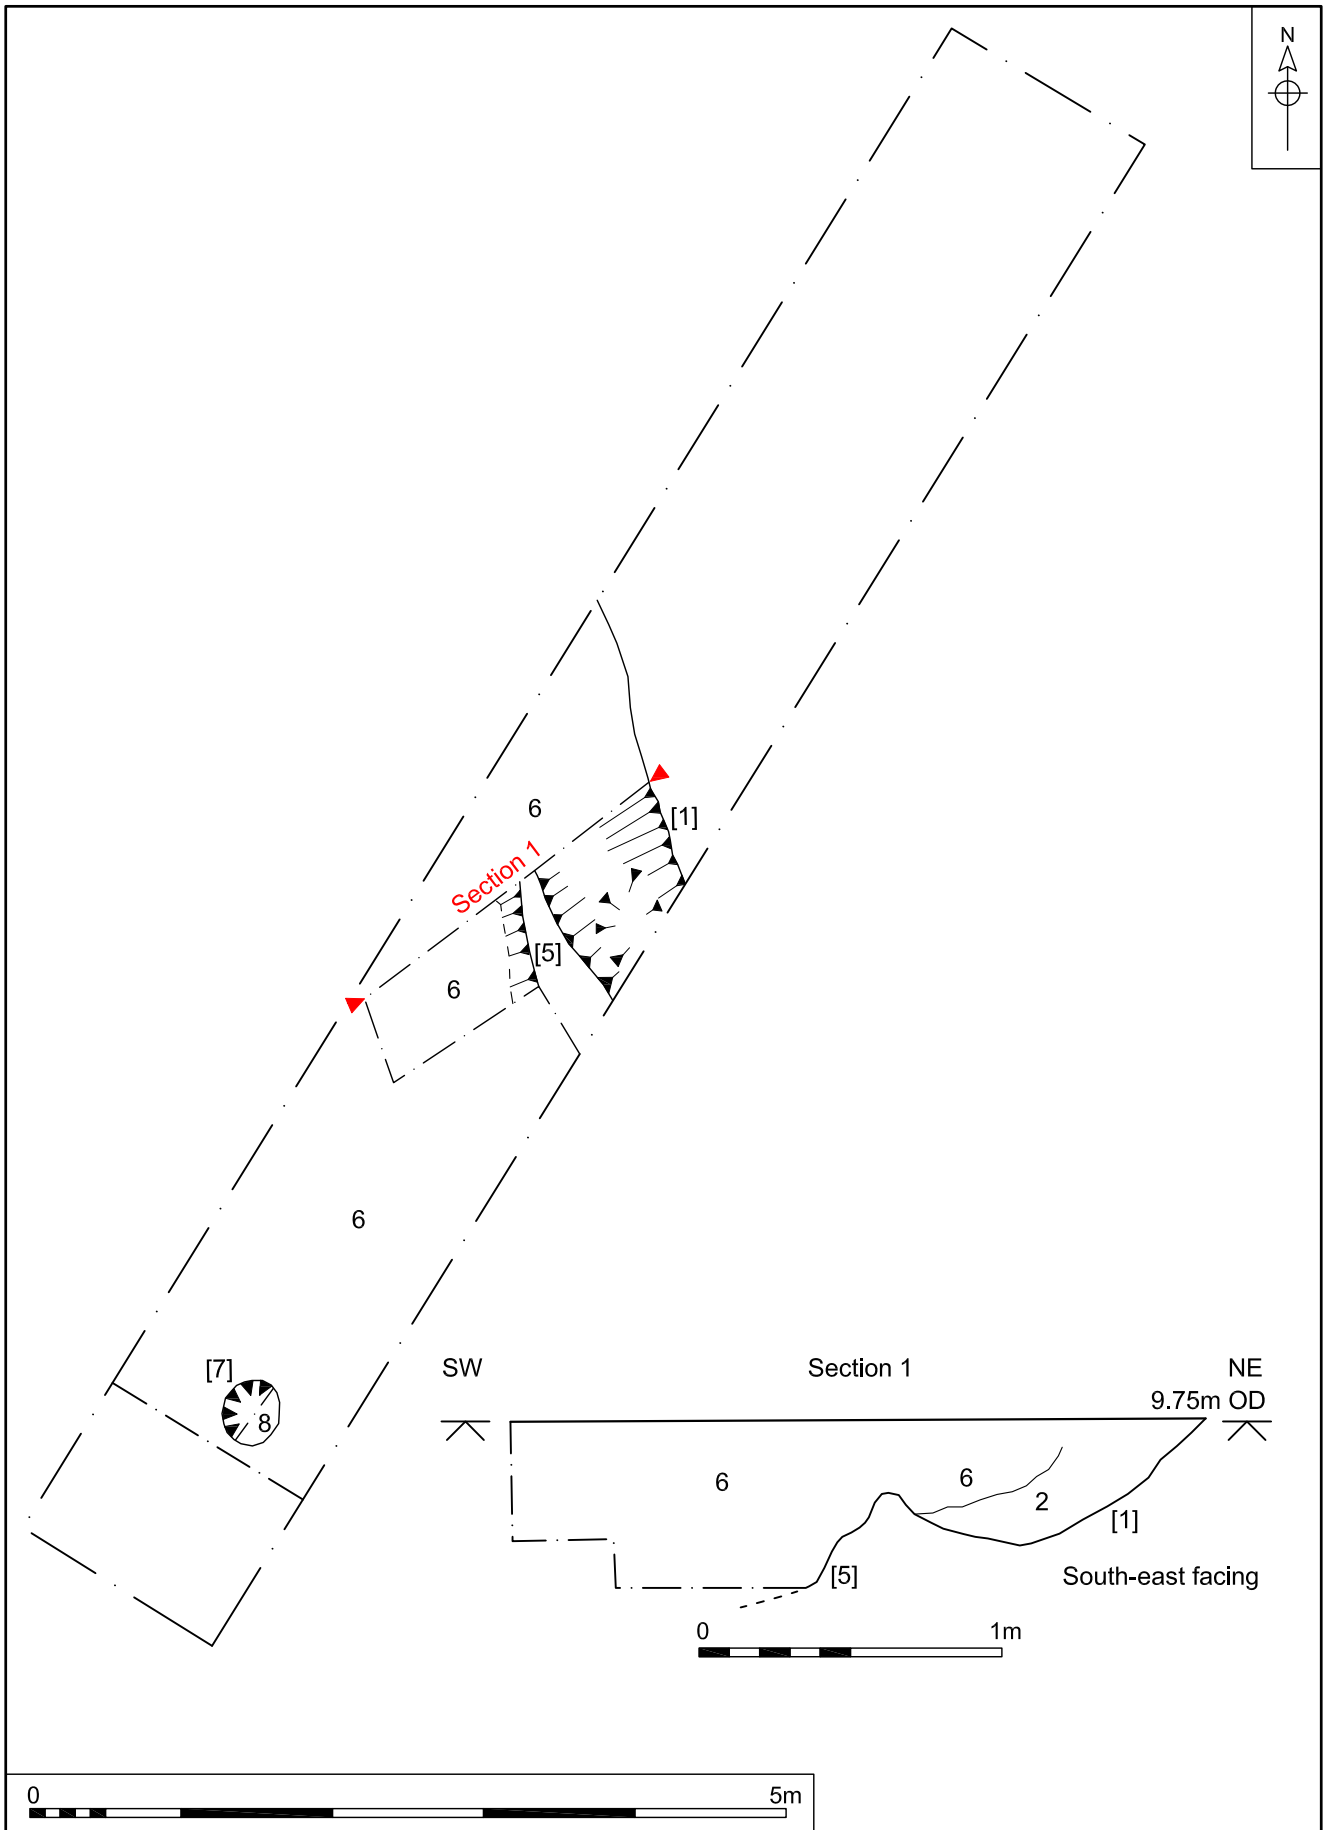 N
6
[1]
Section 1
[5]
6
6
[7]
8
SW Section 1 NE
9.75m OD
6 6
2
[1]
[5] South-east facing
0 1m
0 5m